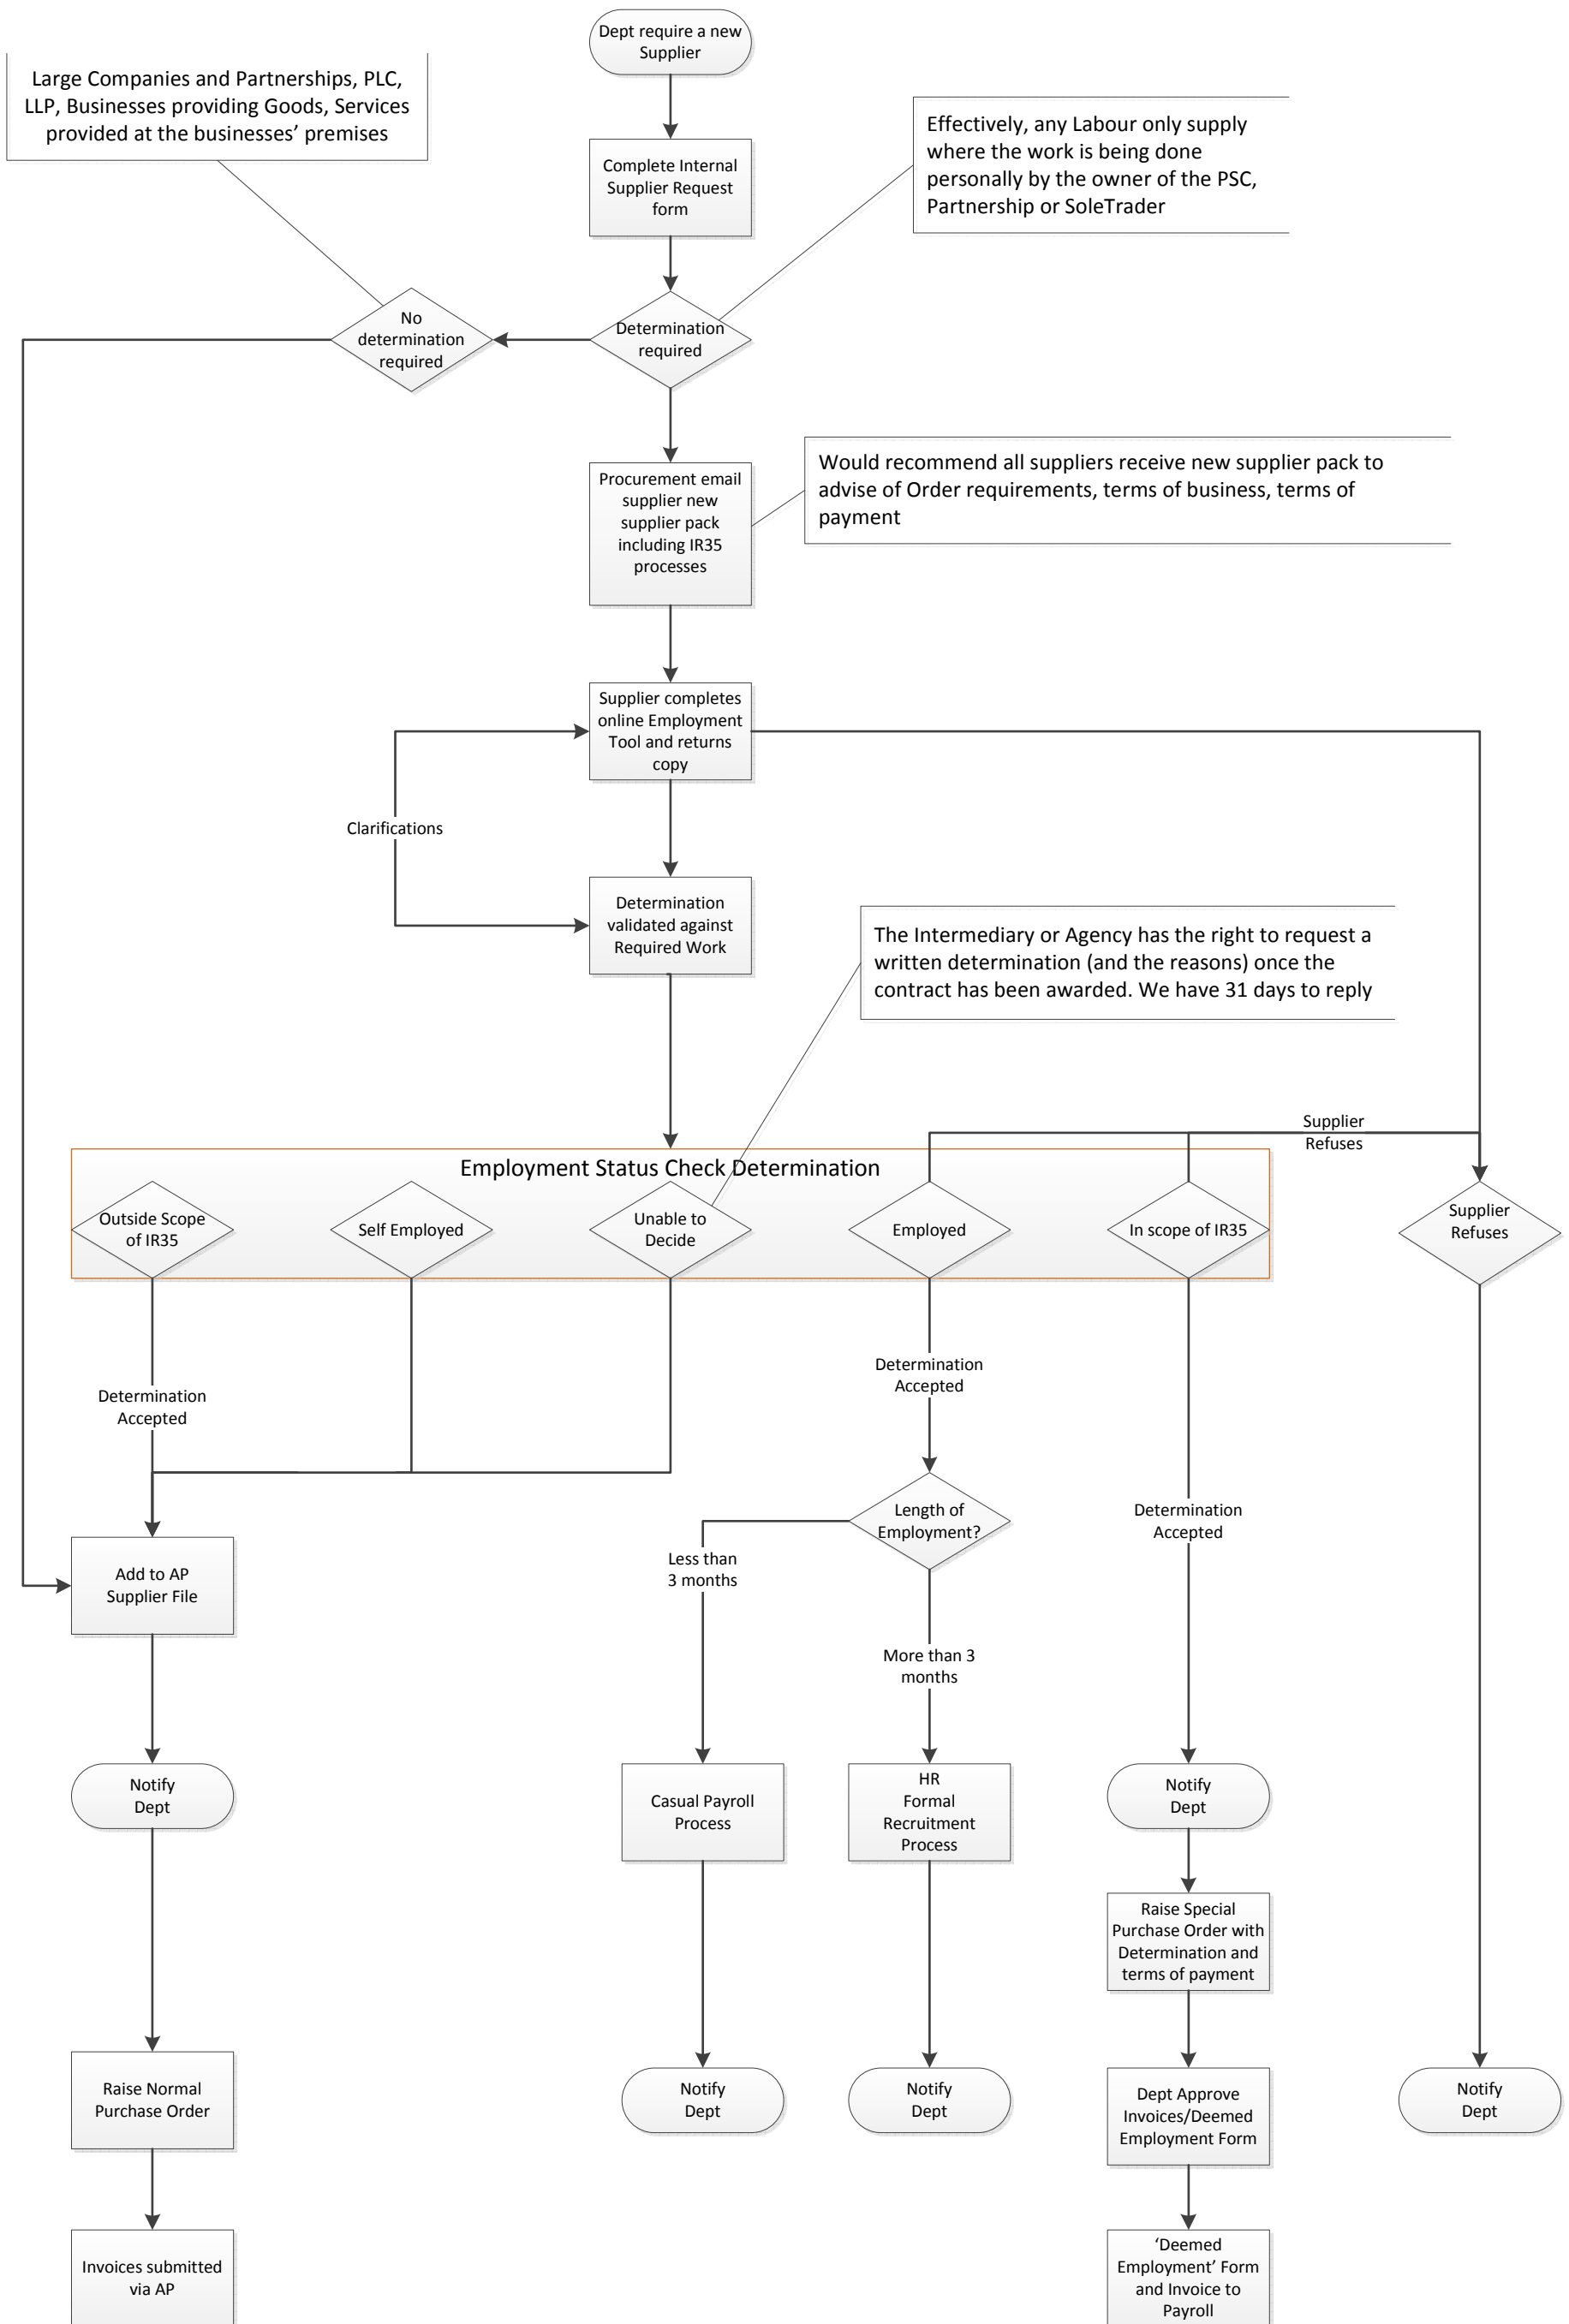 Dept require a new
Supplier
Large Companies and Partnerships, PLC,
LLP, Businesses providing Goods, Services
provided at the businesses’ premises
Effectively, any Labour only supply
where the work is being done
personally by the owner of the PSC,
Partnership or SoleTrader
Complete Internal
Supplier Request
form
No
determination
required
Determination
required
Procurement email
supplier new
supplier pack
including IR35
processes
Would recommend all suppliers receive new supplier pack to
advise of Order requirements, terms of business, terms of
payment
Supplier completes
online Employment
Tool and returns
copy
Clarifications
Determination
validated against
Required Work
The Intermediary or Agency has the right to request a
written determination (and the reasons) once the
contract has been awarded. We have 31 days to reply
Supplier
Refuses
Employment Status Check Determination
Outside Scope
of IR35
Self Employed
Unable to
Decide
Employed
In scope of IR35
Supplier
Refuses
Determination
Accepted
Determination
Accepted
Length of
Employment?
Determination
Accepted
Less than
3 months
Add to AP
Supplier File
More than 3
months
Notify
Dept
Casual Payroll
Process
HR
Formal
Recruitment
Process
Notify
Dept
Raise Special
Purchase Order with
Determination and
terms of payment
Raise Normal
Purchase Order
Notify
Dept
Notify
Dept
Dept Approve
Invoices/Deemed
Employment Form
Notify
Dept
Invoices submitted
via AP
‘Deemed
Employment’ Form
and Invoice to
Payroll